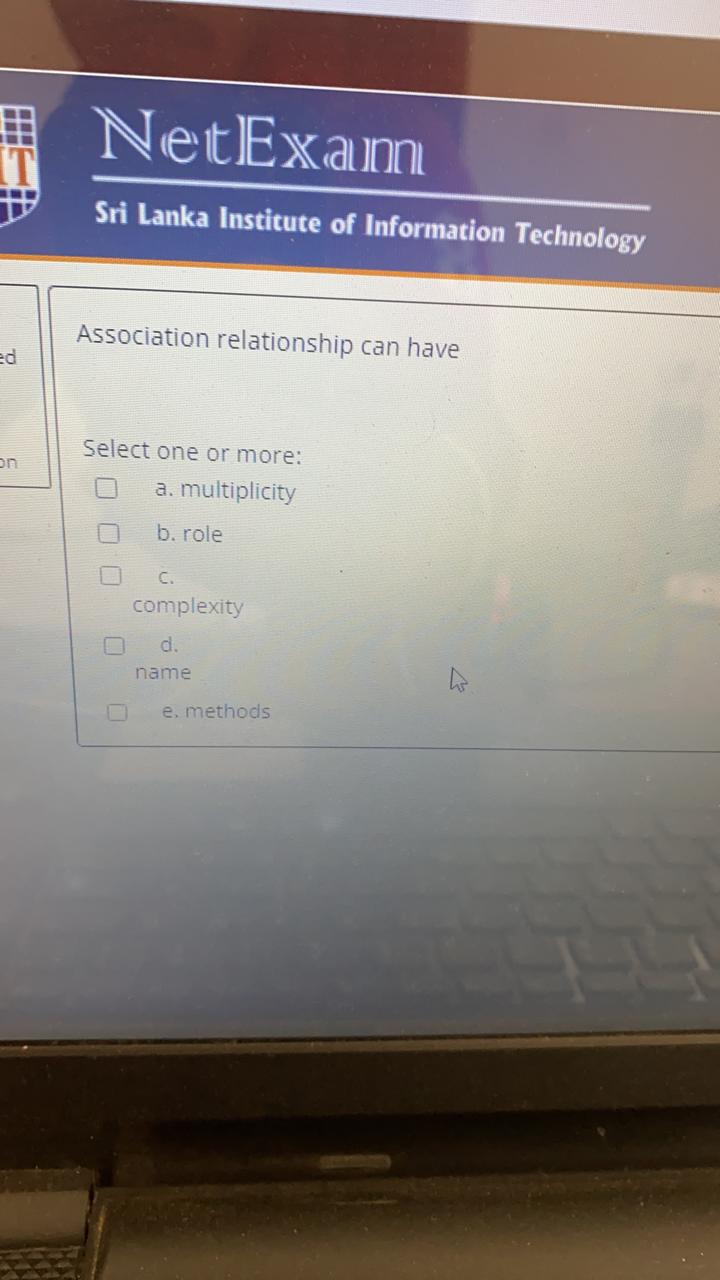 IT
NetExam
Sri Lanka Institute of Information Technology
ed
on
Association relationship can have
Select one or more:
a. multiplicity
b. role
c.
complexity
d.
name
e. methods